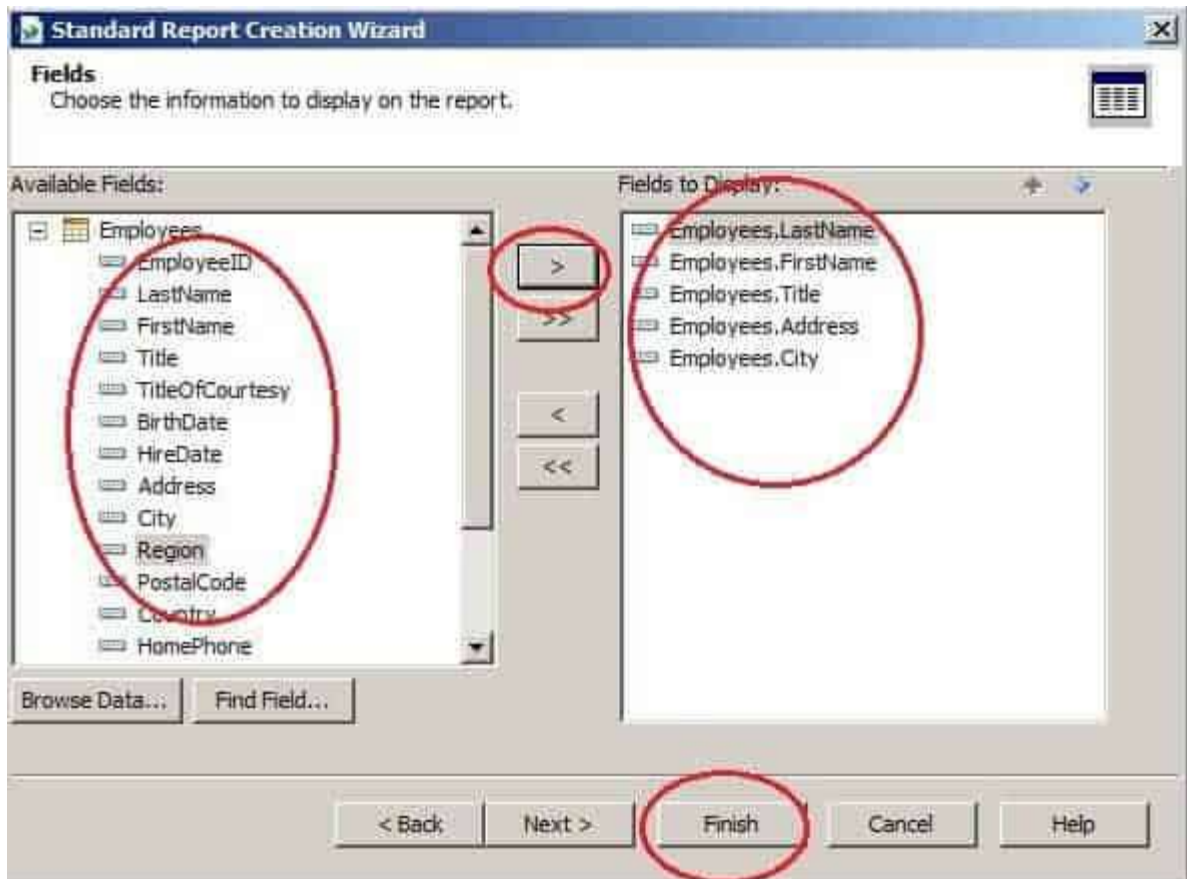 Standard Report Creation Wizard
Fields
Choose the information to display on the report.
Available Fields:
Employees
EmployeeID
LastName
FirstName
Title
TitleOfCourtesy
BirthDate
HireDate
Address
City
Region
PostalCode
Country
HomePhone
Browse Data...
Find Field...
>
>>
<
<<
Fields to Display:
Employees.LastName
Employees.FirstName
Employees.Title
Employees.Address
Employees.City
< Back
Next >
Finish
Cancel
Help